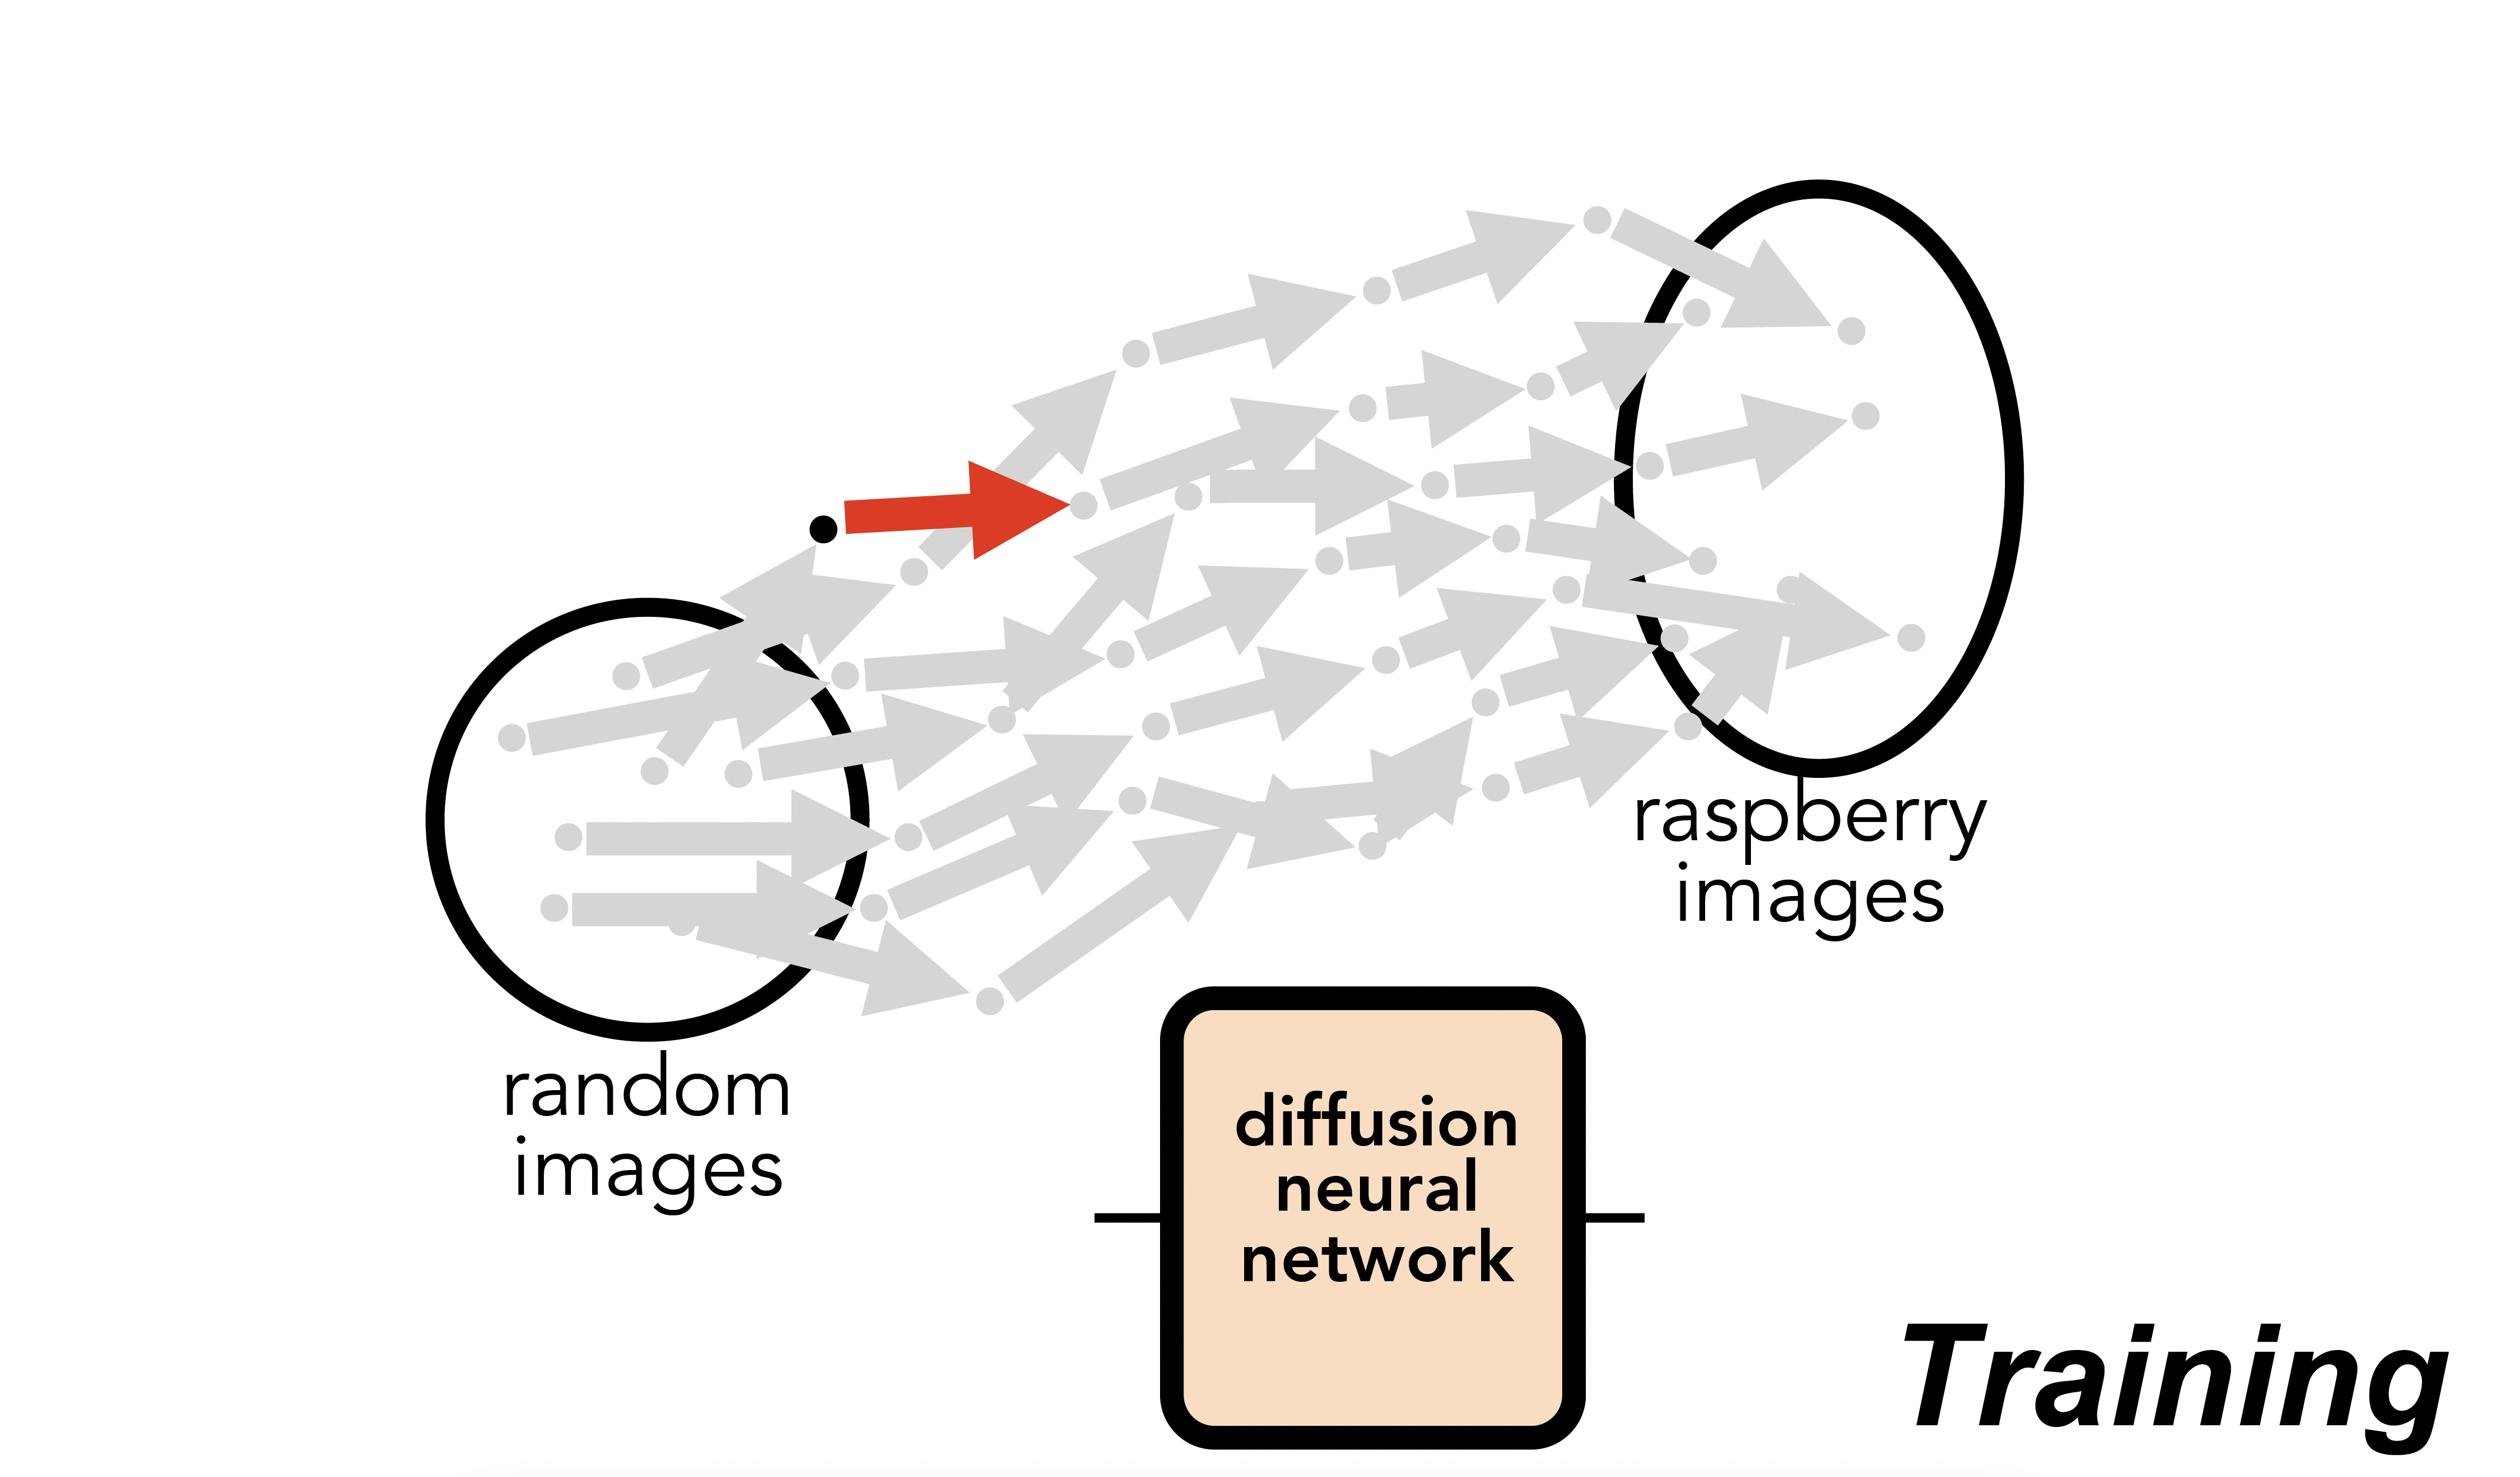 raspberry
images
random
images
diffusion
neural
network
Training